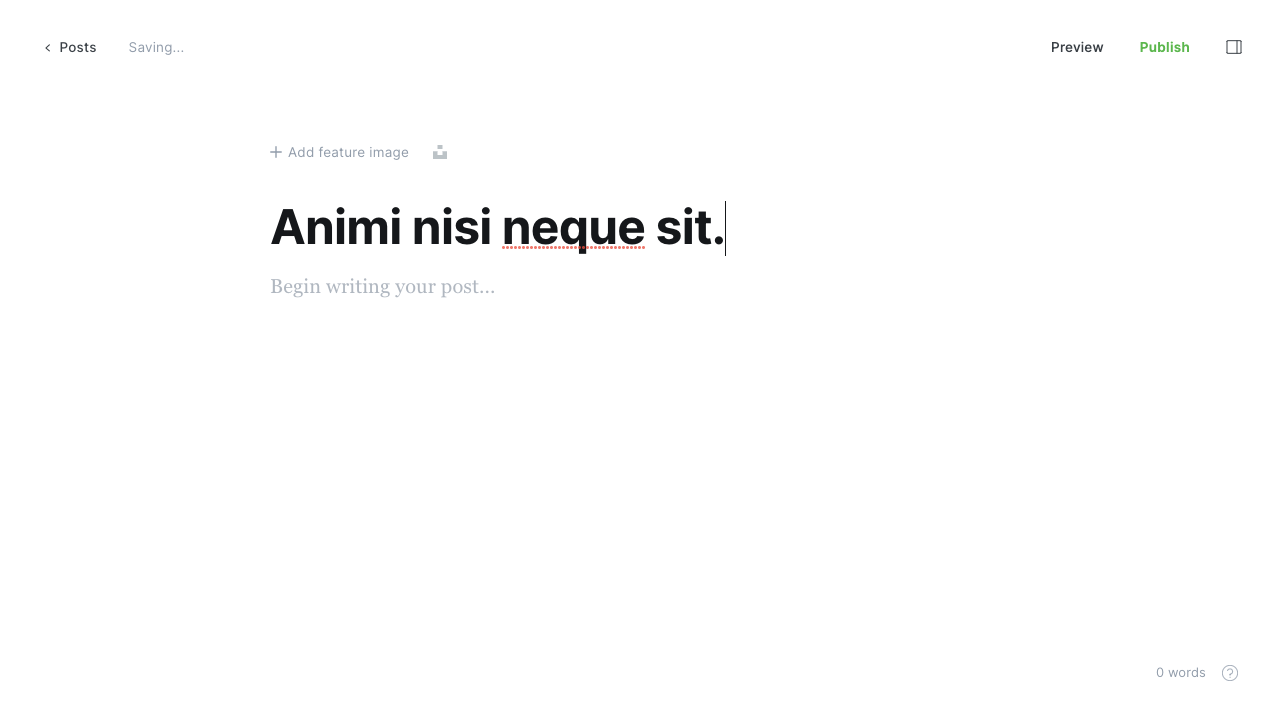 Posts
Saving...
Preview
Publish
Add feature image
Animi nisi neque sit.
Begin writing your post...
0 words